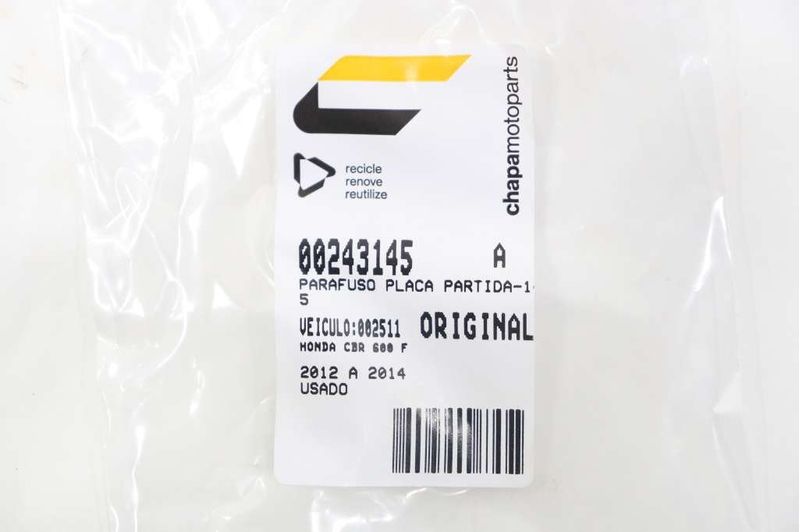 chapamotoparts
recicle
renove
reutilize
00243145 A
PARAFUSO PLACA PARTIDA-1
5
VEICULO:002511 ORIGINAL
HONDA CBR 600 F
2012 A 2014
USADO